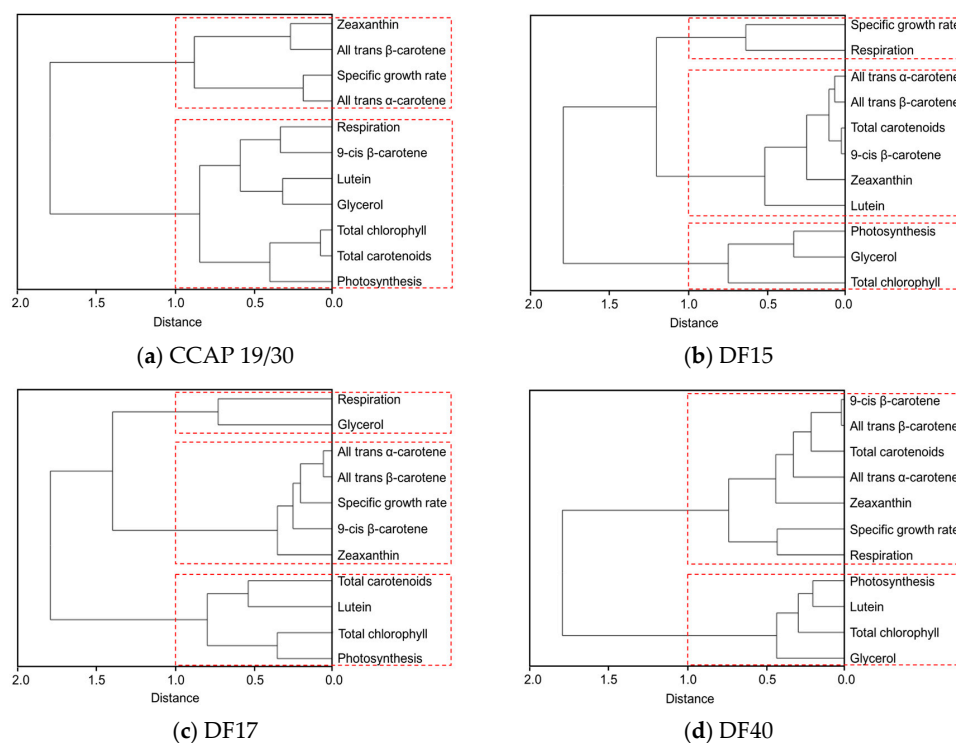 Zeaxanthin
All trans β-carotene
Specific growth rate
All trans α-carotene
Respiration
9-cis β-carotene
Lutein
Glycerol
Total chlorophyll
Total carotenoids
Photosynthesis
2.0 1.5 1.0 0.5 0.0
Distance
(a) CCAP 19/30
Specific growth rate
Respiration
All trans α-carotene
All trans β-carotene
Total carotenoids
9-cis β-carotene
Zeaxanthin
Lutein
Photosynthesis
Glycerol
Total chlorophyll
2.0 1.5 1.0 0.5 0.0
Distance
(b) DF15
Respiration
Glycerol
All trans α-carotene
All trans β-carotene
Specific growth rate
9-cis β-carotene
Zeaxanthin
Total carotenoids
Lutein
Total chlorophyll
Photosynthesis
2.0 1.5 1.0 0.5 0.0
Distance
(c) DF17
9-cis β-carotene
All trans β-carotene
Total carotenoids
All trans α-carotene
Zeaxanthin
Specific growth rate
Respiration
Photosynthesis
Lutein
Total chlorophyll
Glycerol
2.0 1.5 1.0 0.5 0.0
Distance
(d) DF40